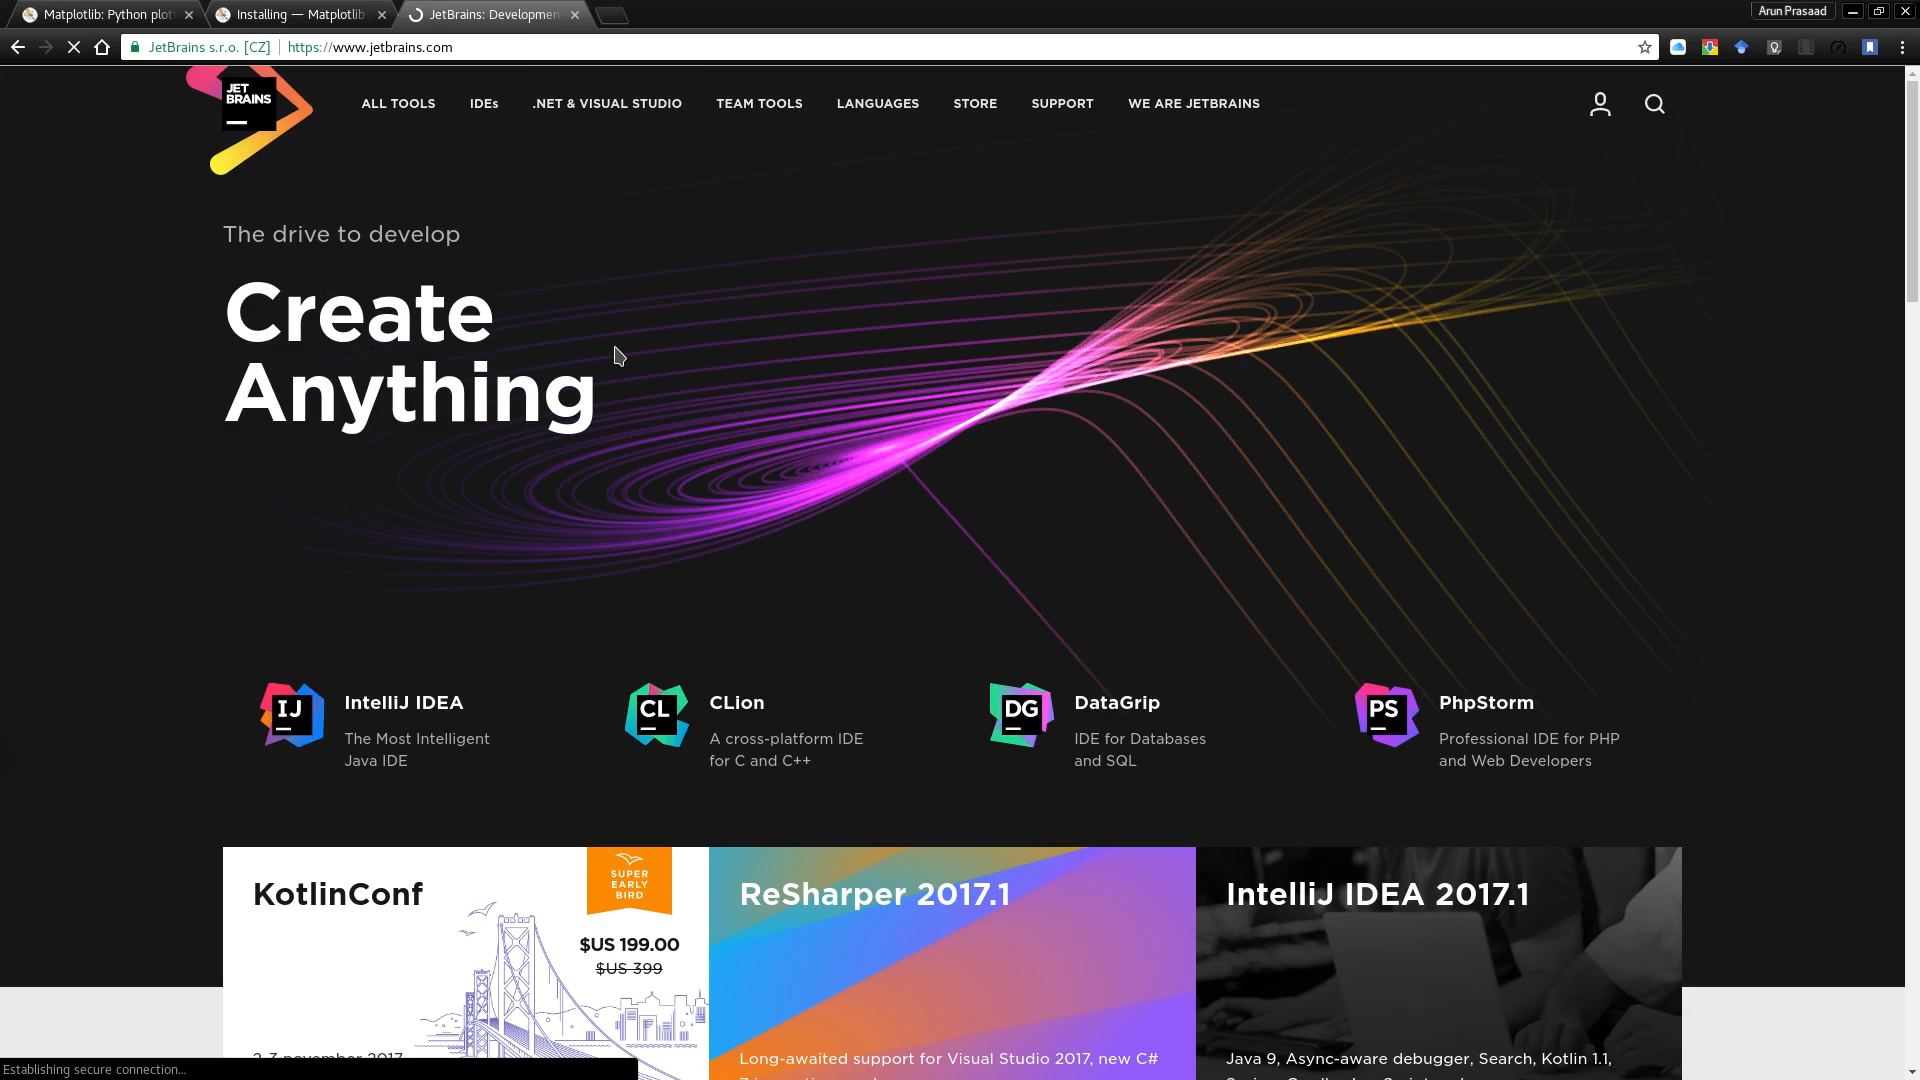 Matplotlib: Python plot
Installing — Matplotlib
JetBrains: Developmen
Arun Prasaad
JetBrains s.r.o. [CZ]
https://www.jetbrains.com
JET
BRAINS
ALL TOOLS
IDEs
.NET & VISUAL STUDIO
TEAM TOOLS
LANGUAGES
STORE
SUPPORT
WE ARE JETBRAINS
The drive to develop
Create
Anything
IJ
IntelliJ IDEA
The Most Intelligent
Java IDE
CL
CLion
A cross-platform IDE
for C and C++
DG
DataGrip
IDE for Databases
and SQL
PS
PhpStorm
Professional IDE for PHP
and Web Developers
KotlinConf
SUPER
EARLY
BIRD
$US 199.00
$US 399
ReSharper 2017.1
Long-awaited support for Visual Studio 2017, new C#
IntelliJ IDEA 2017.1
Java 9, Async-aware debugger, Search, Kotlin 1.1,
Establishing secure connection...